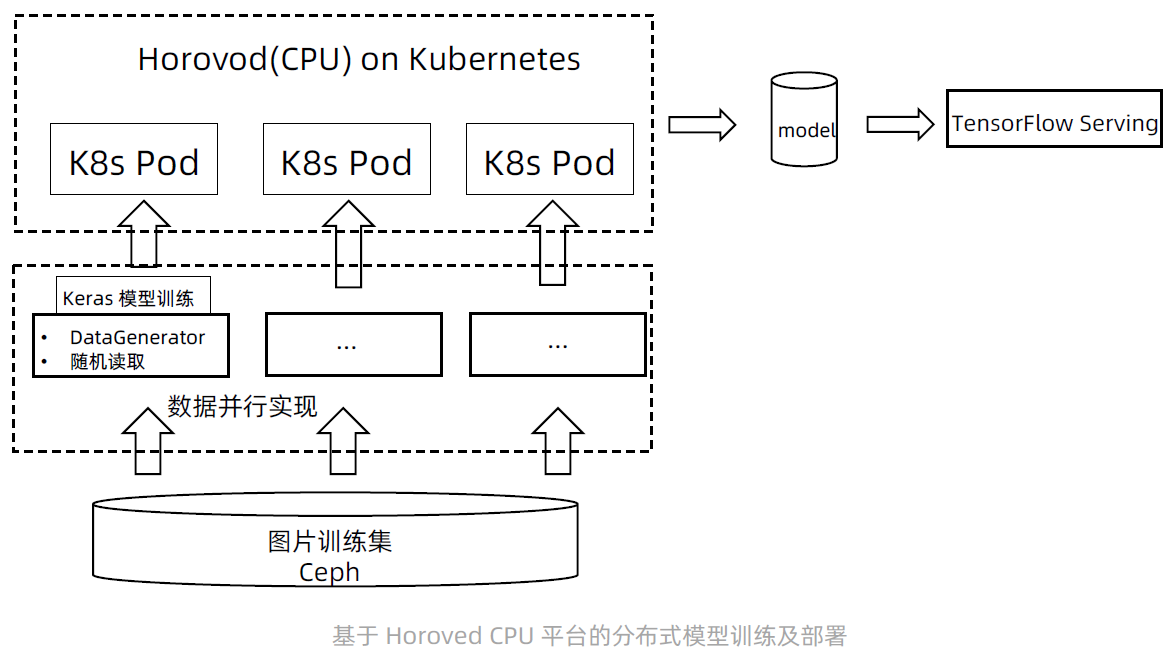 Horovod(CPU) on Kubernetes
K8s Pod
K8s Pod
K8s Pod
model
TensorFlow Serving
Keras 模型训练
• DataGenerator
• 随机读取
...
...
数据并行实现
图片训练集
Ceph
基于 Horoved CPU 平台的分布式模型训练及部署